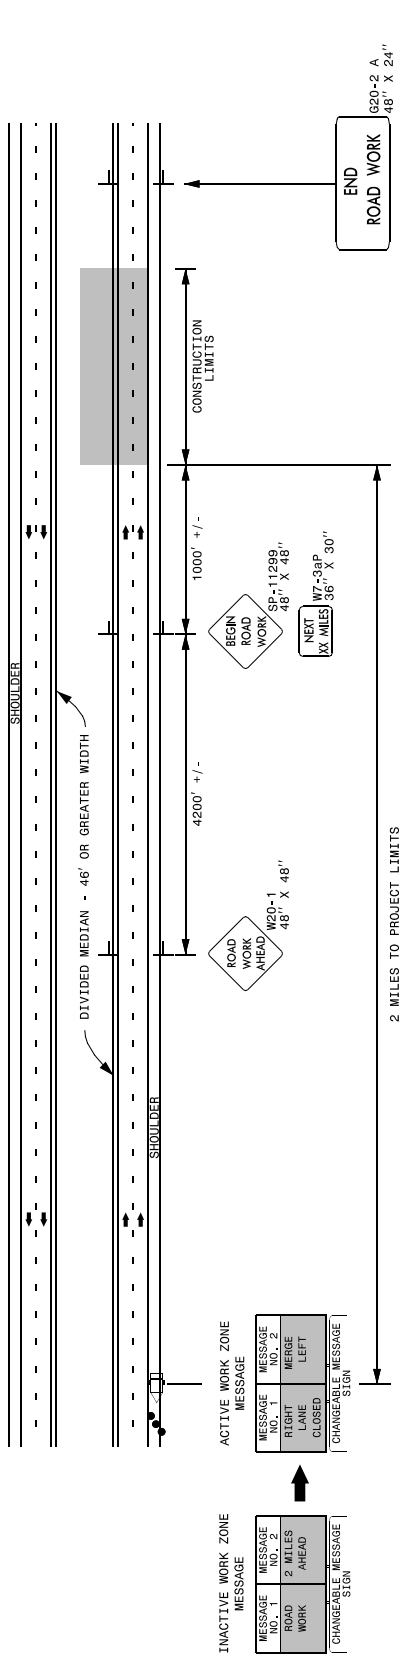 INACTIVE WORK ZONE
MESSAGE
MESSAGE
NO. 1
MESSAGE
NO. 2
ROAD
WORK
2 MILES
AHEAD
CHANGEABLE MESSAGE
SIGN
ACTIVE WORK ZONE
MESSAGE
MESSAGE
NO. 1
MESSAGE
NO. 2
RIGHT
LANE
CLOSED
MERGE
LEFT
CHANGEABLE MESSAGE
SIGN
SHOULDER
DIVIDED MEDIAN - 46' OR GREATER WIDTH
SHOULDER
ROAD
WORK
AHEAD
W20-1
48" X 48"
4200' +/-
BEGIN
ROAD
WORK
SP-11299
48" X 48"
NEXT
XX MILES
W7-3aP
36" X 30"
1000' +/-
CONSTRUCTION
LIMITS
2 MILES TO PROJECT LIMITS
END
ROAD WORK
G20-2 A
48" X 24"